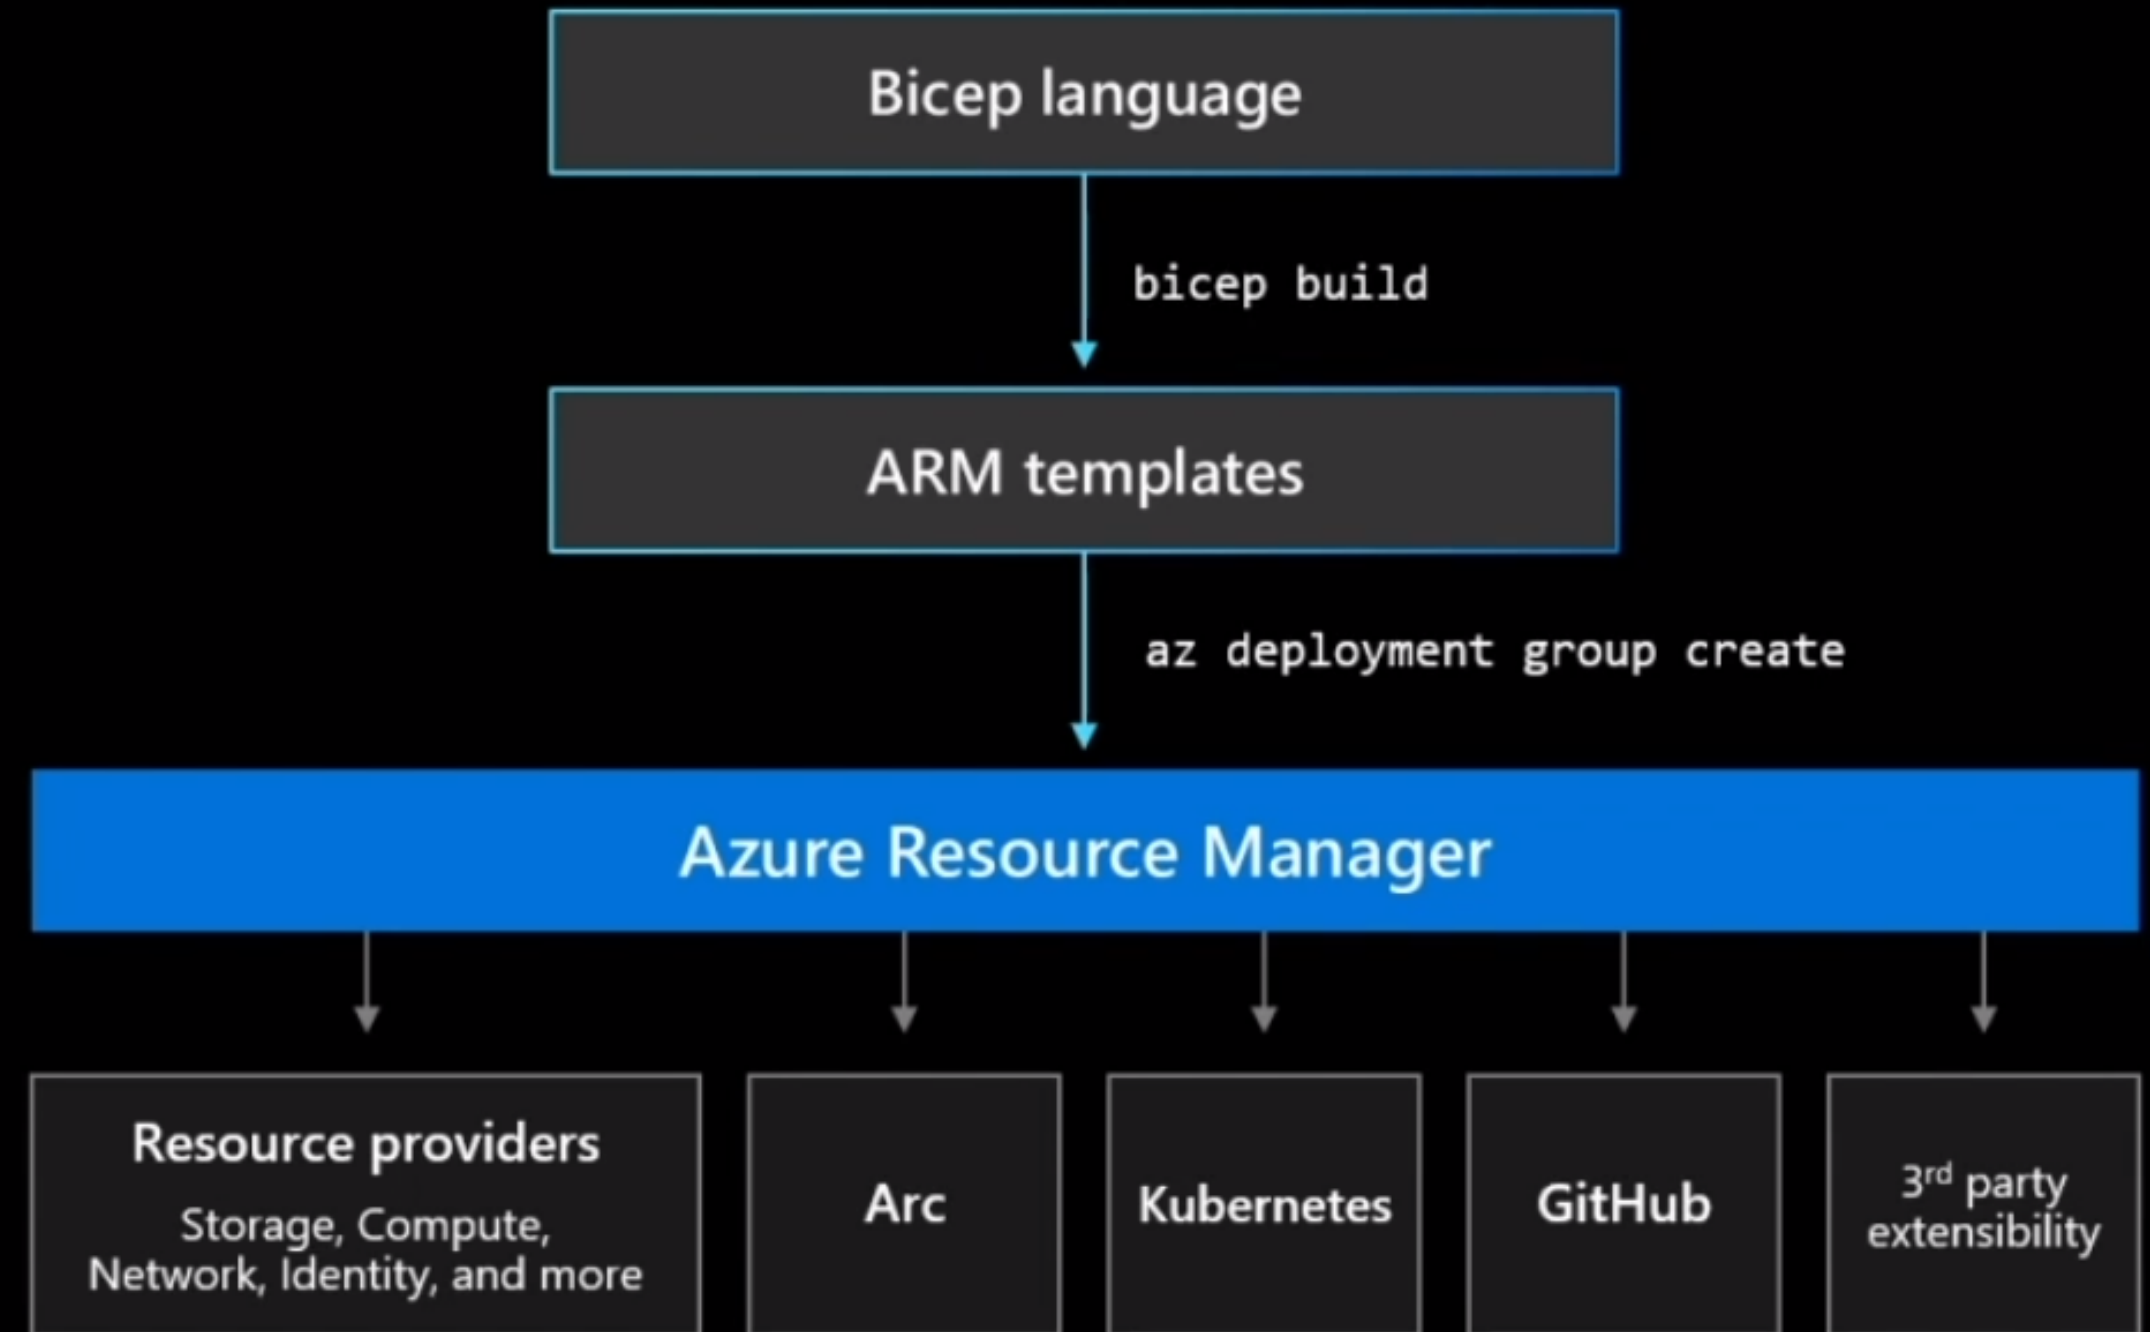 Bicep language
bicep build
ARM templates
az deployment group create
Azure Resource Manager
Resource providers
Storage, Compute,
Network, Identity, and more
Arc
Kubernetes
GitHub
3rd party
extensibility